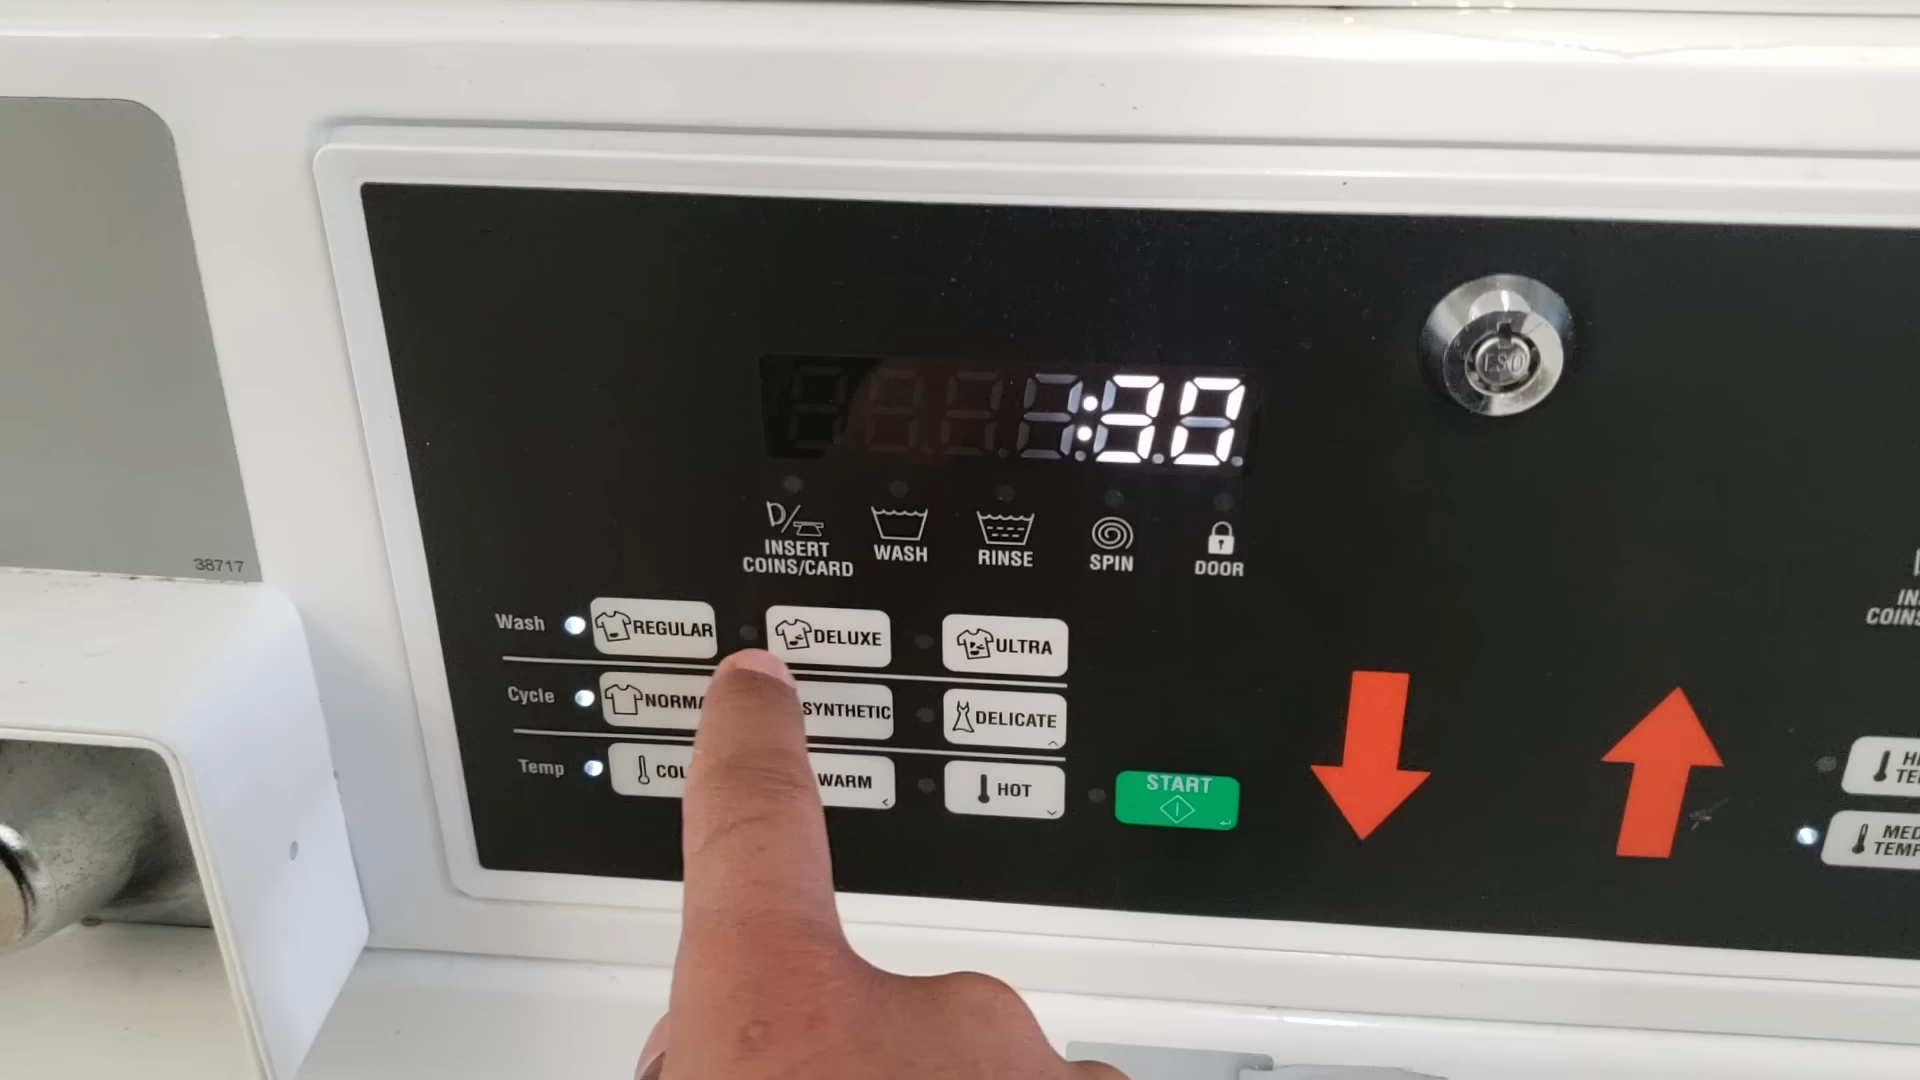 :30
38717
INSERT
COINS/CARD
WASH
RINSE
SPIN
DOOR
Wash
REGULAR
DELUXE
ULTRA
Cycle
SYNTHETIC
DELICATE
Temp
WARM
HOT
START